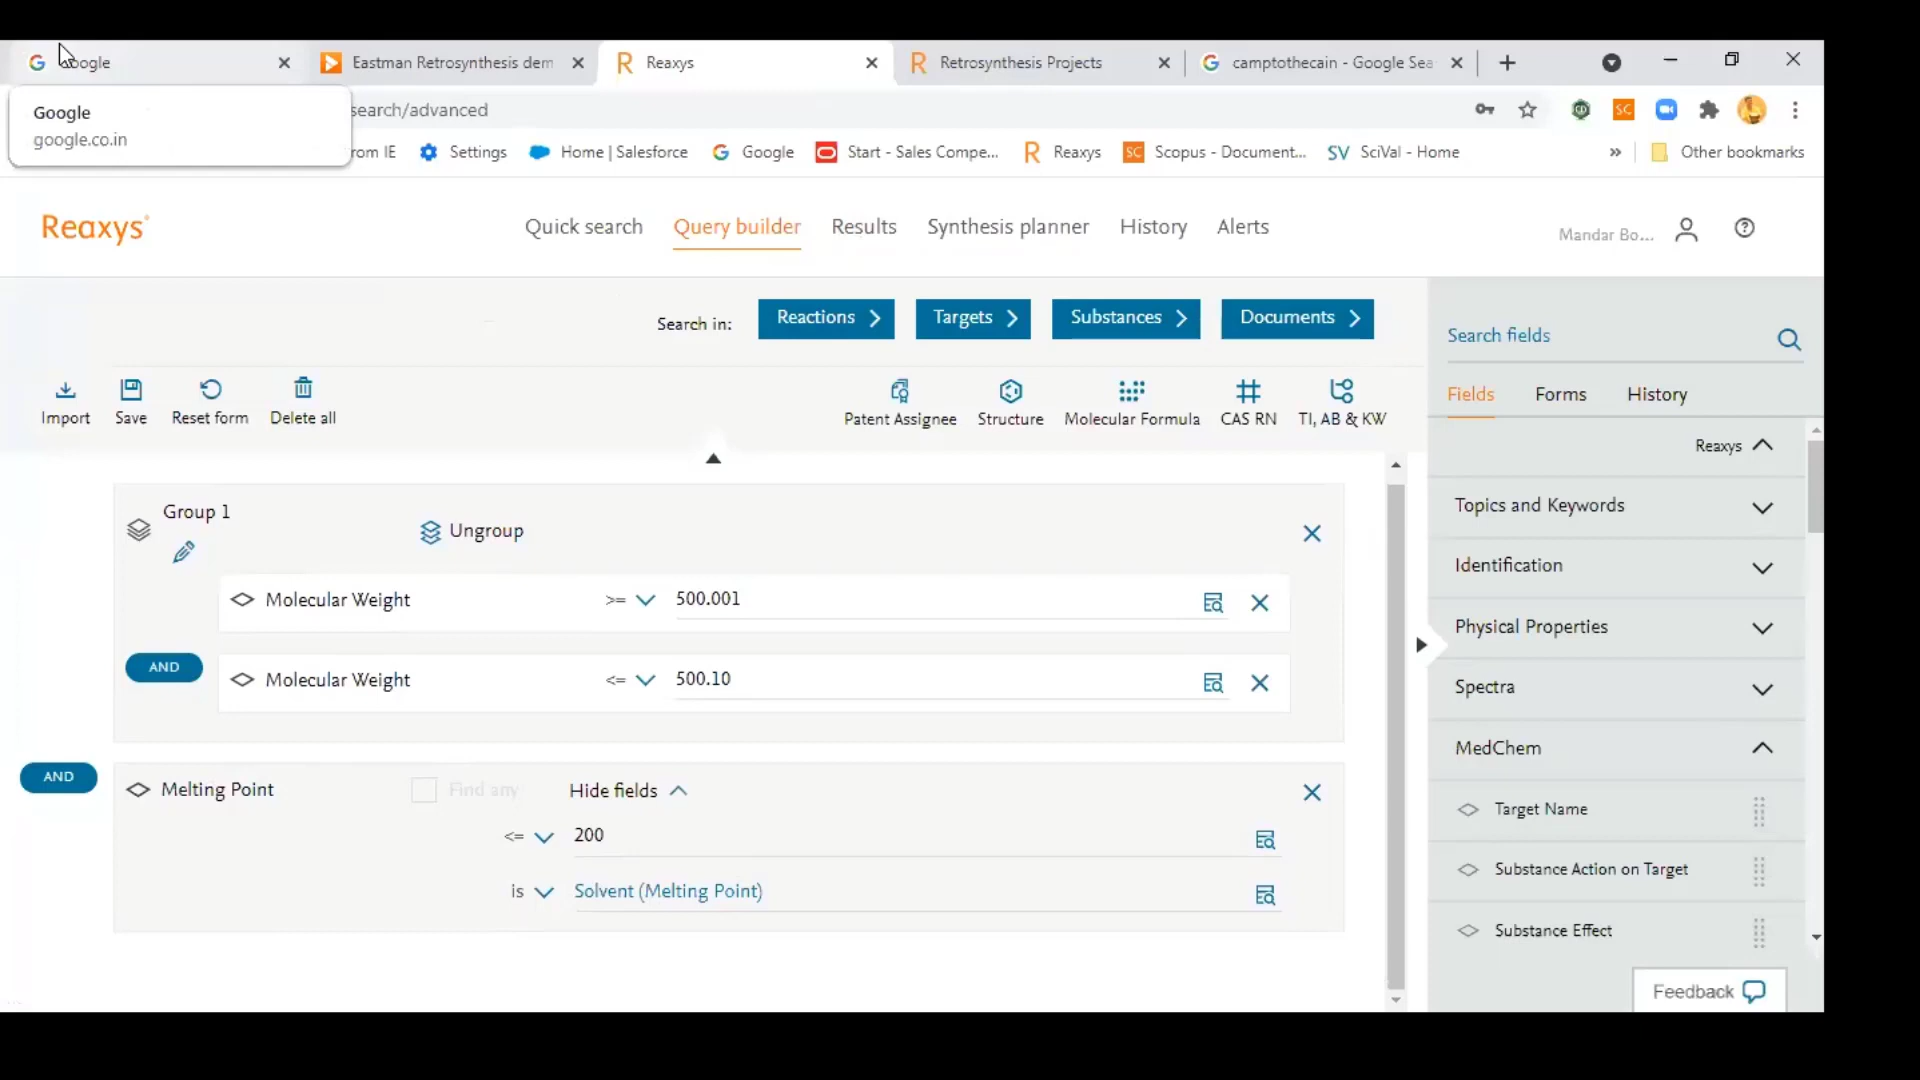 Google
Eastman Retrosynthesis dem
Reaxys
Retrosynthesis Projects
camptothecain - Google Sea
Google
google.co.in
search/advanced
rom IE
Settings
Home | Salesforce
Google
Start - Sales Compe...
Reaxys
Scopus - Document...
SciVal - Home
»
Other bookmarks
Reaxys
Quick search
Query builder
Results
Synthesis planner
History
Alerts
Mandar Bo...
Search in:
Reactions
Targets
Substances
Documents
Search fields
Import
Save
Reset form
Delete all
Patent Assignee
Structure
Molecular Formula
CAS RN
TI, AB & KW
Fields
Forms
History
Reaxys
Group 1
Ungroup
Molecular Weight
>=
500.001
AND
Molecular Weight
<=
500.10
AND
Melting Point
Find any
Hide fields
<=
200
is
Solvent (Melting Point)
Topics and Keywords
Identification
Physical Properties
Spectra
MedChem
Target Name
Substance Action on Target
Substance Effect
Feedback